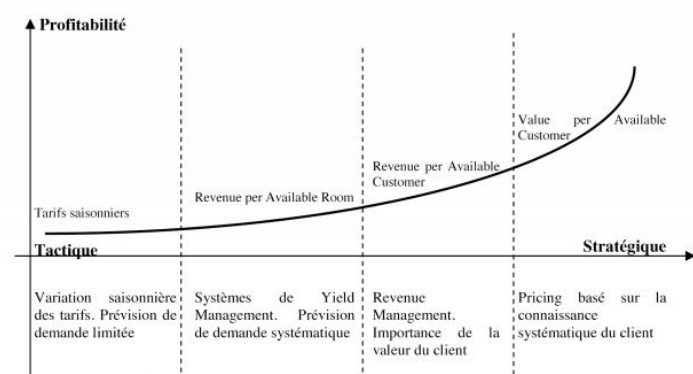 Profitabilité
Value per Available
Customer
Revenue per Available
Customer
Revenue per Available Room
Tarifs saisonniers
Tactique
Stratégique
Variation saisonnière
des tarifs. Prévision de
demande limitée
Systèmes de Yield
Management. Prévision
de demande systématique
Revenue
Management.
Importance de la
valeur du client
Pricing basé sur la
connaissance
systématique du client